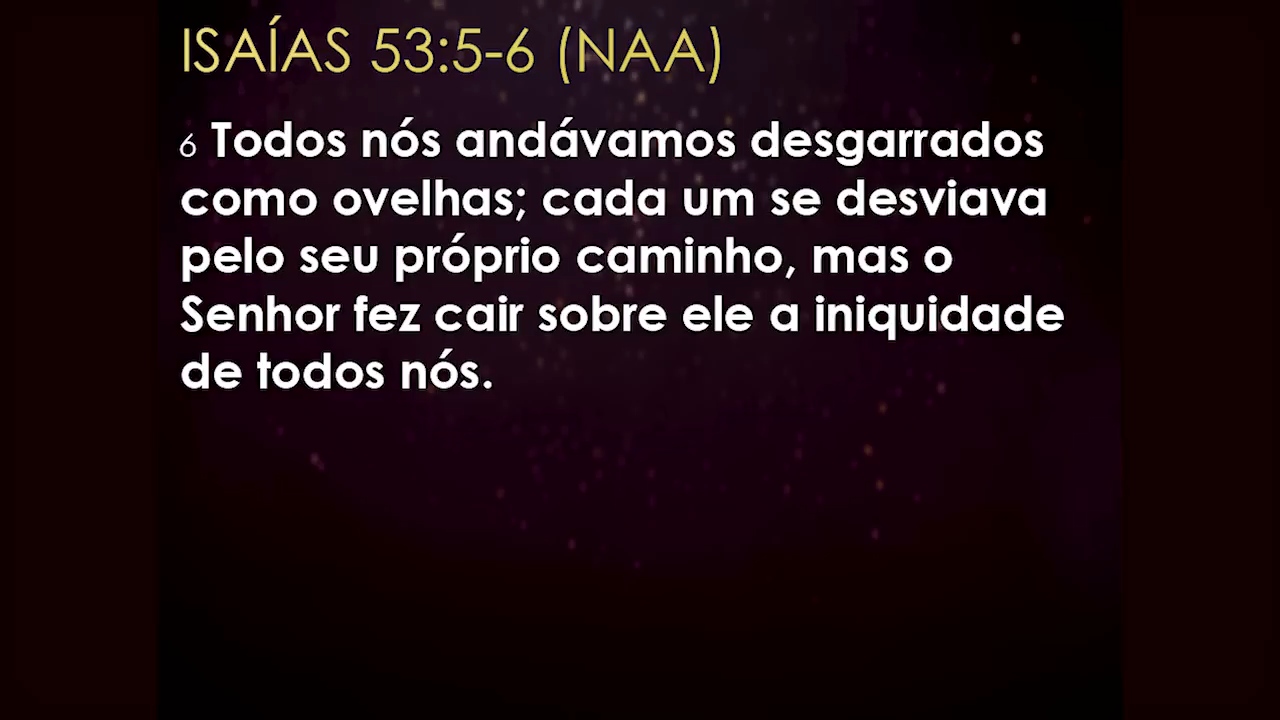 ISAÍAS 53:5-6 (NAA)
6 Todos nós andávamos desgarrados
como ovelhas; cada um se desviava
pelo seu próprio caminho, mas o
Senhor fez cair sobre ele a iniquidade
de todos nós.